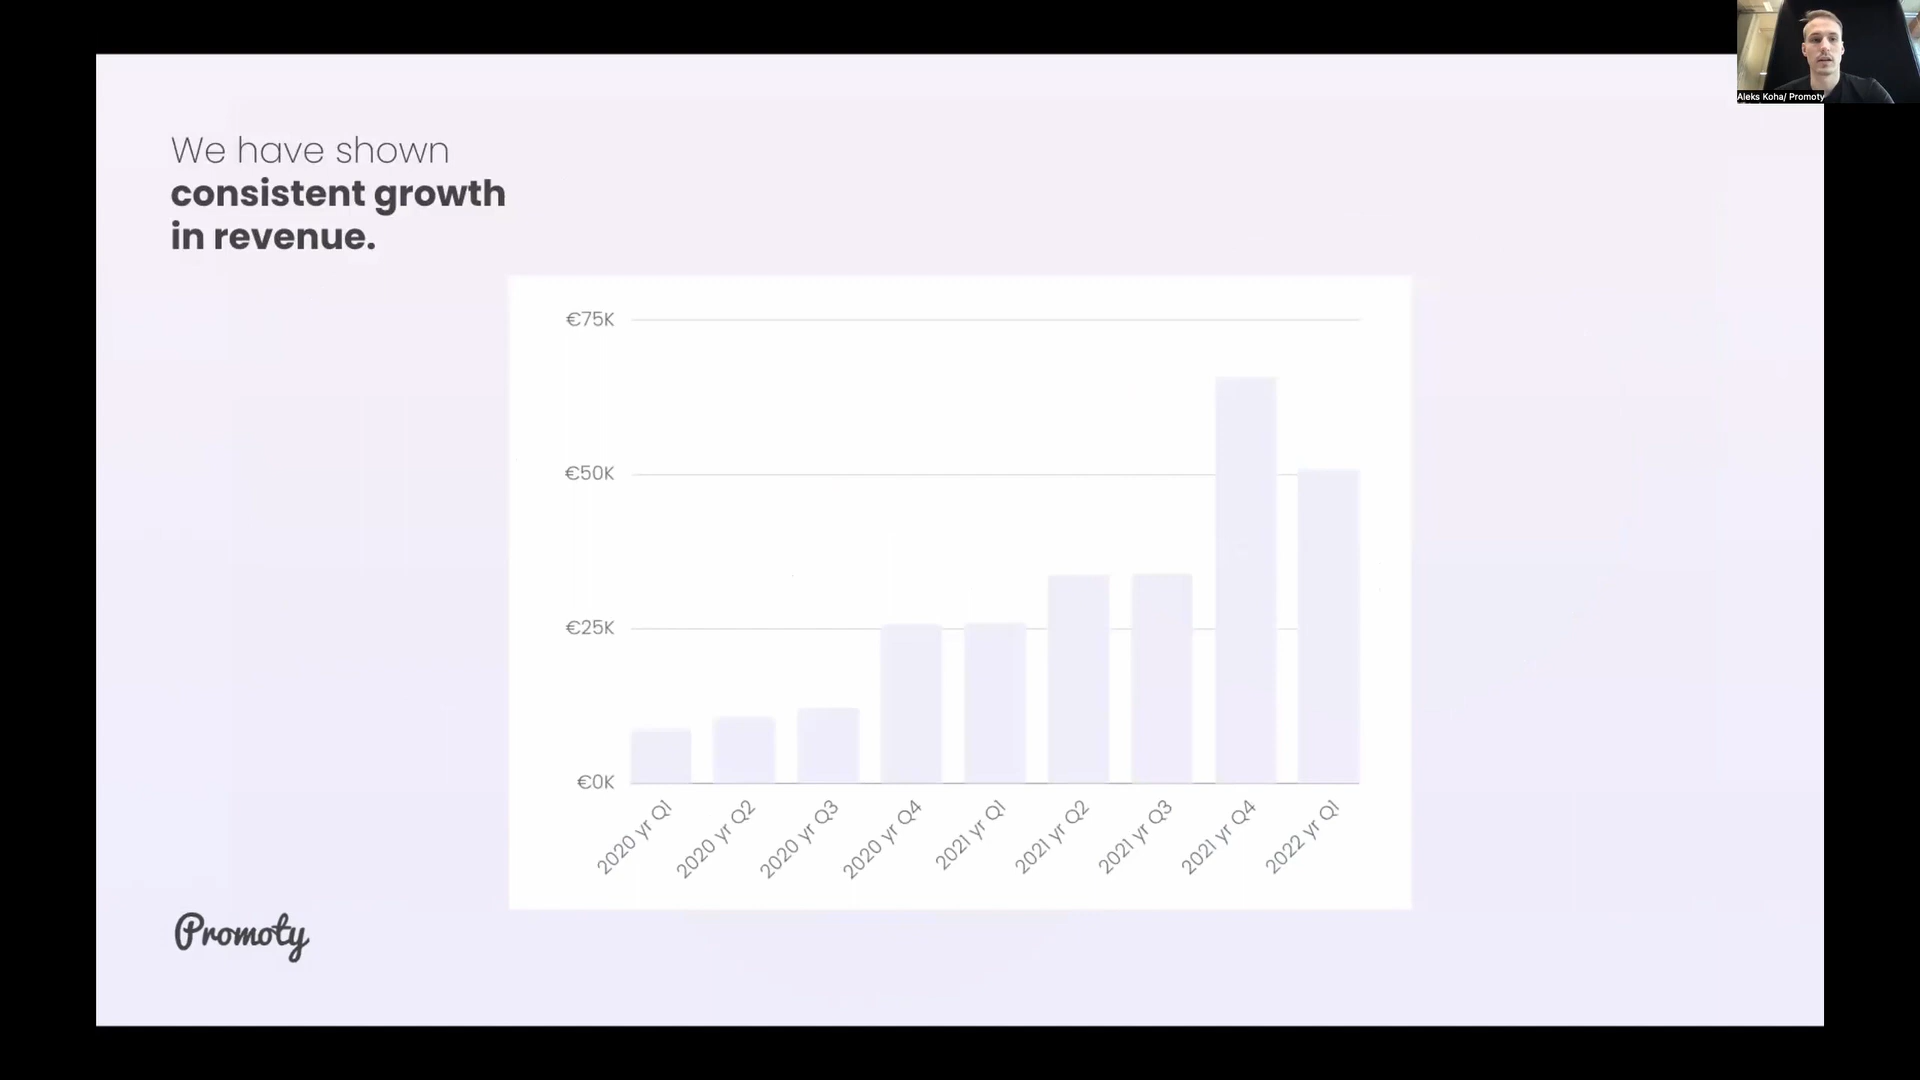 Aleks Koha/ Promoty
We have shown
consistent growth
in revenue.
€75K
€50K
€25K
€0K
2020 yr Q1
2020 yr Q2
2020 yr Q3
2020 yr Q4
2021 yr Q1
2021 yr Q2
2021 yr Q3
2021 yr Q4
2022 yr Q1
Promoty